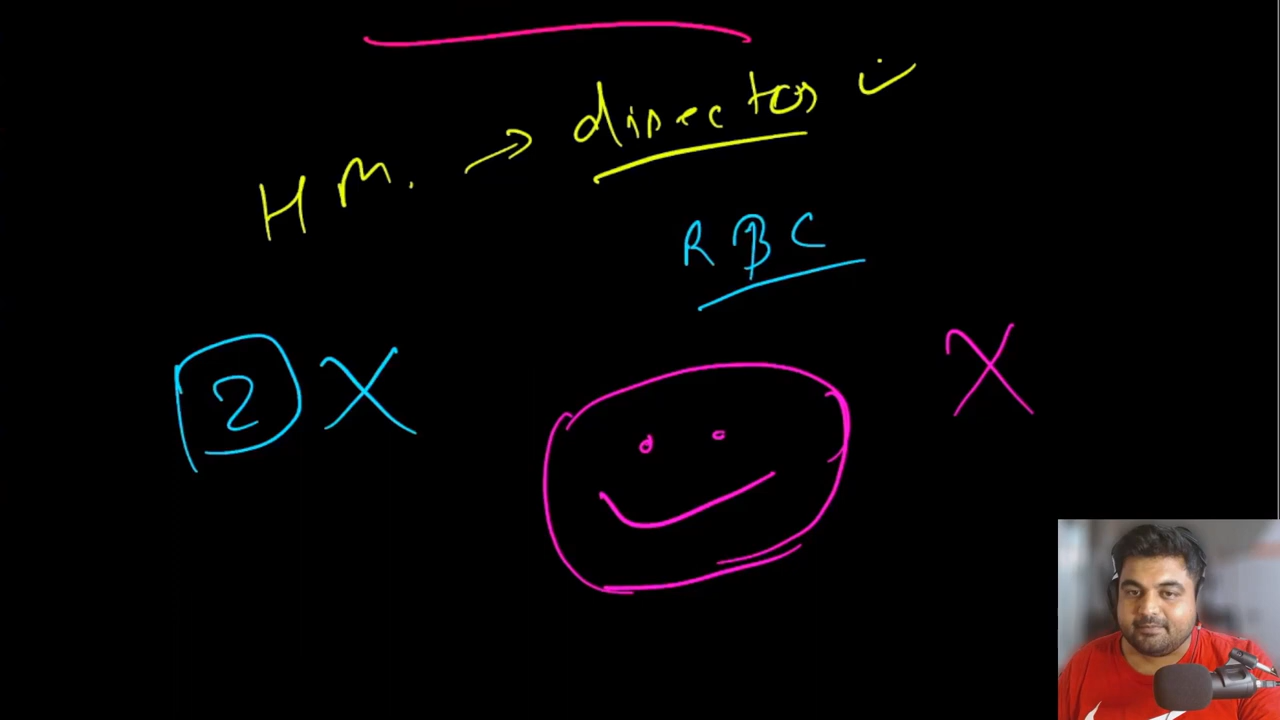 H M. → director ✓
RBC
2 X
X